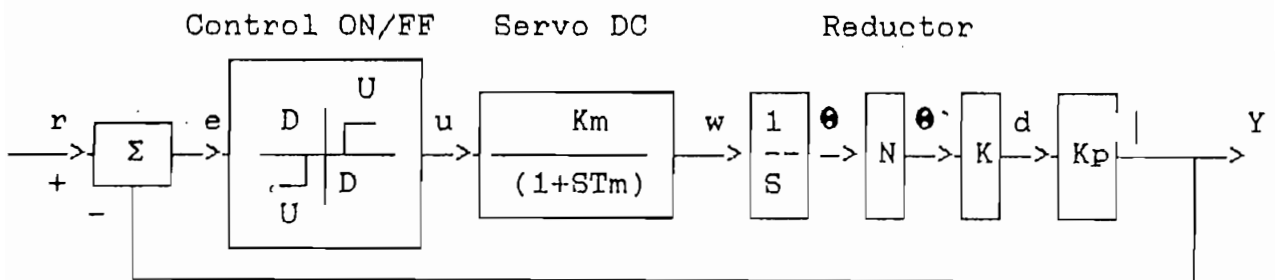 Control ON/FF Servo DC Reductor
U
r e D u Km w 1 θ θ` d Y
Σ -- N K Kp
+ D (1+STm) S
- U